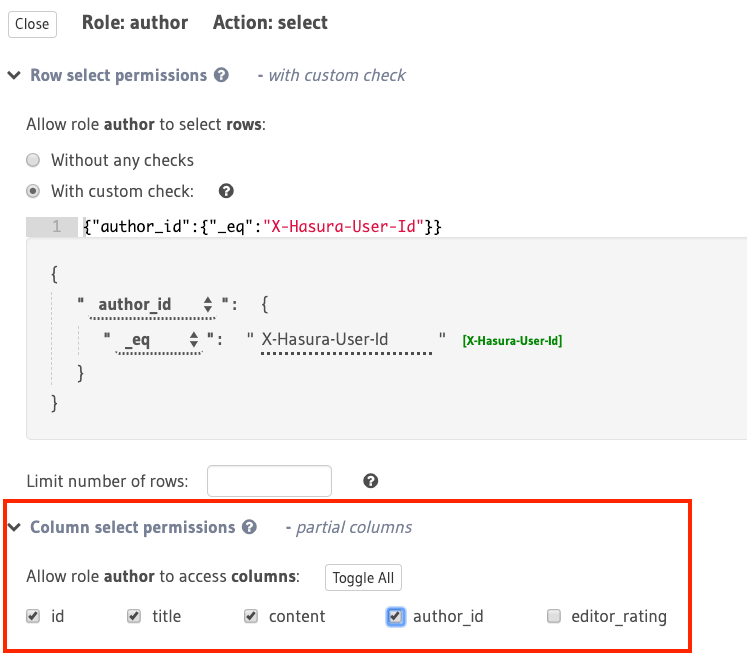 Close Role: author Action: select
Row select permissions ? - with custom check
Allow role author to select rows:
Without any checks
With custom check: ?
1 {"author_id":{"_eq":"X-Hasura-User-Id"}}
{
" author_id ": {
" _eq ": " X-Hasura-User-Id " [X-Hasura-User-Id]
}
}
Limit number of rows: ?
Column select permissions ? - partial columns
Allow role author to access columns: Toggle All
id title content author_id editor_rating